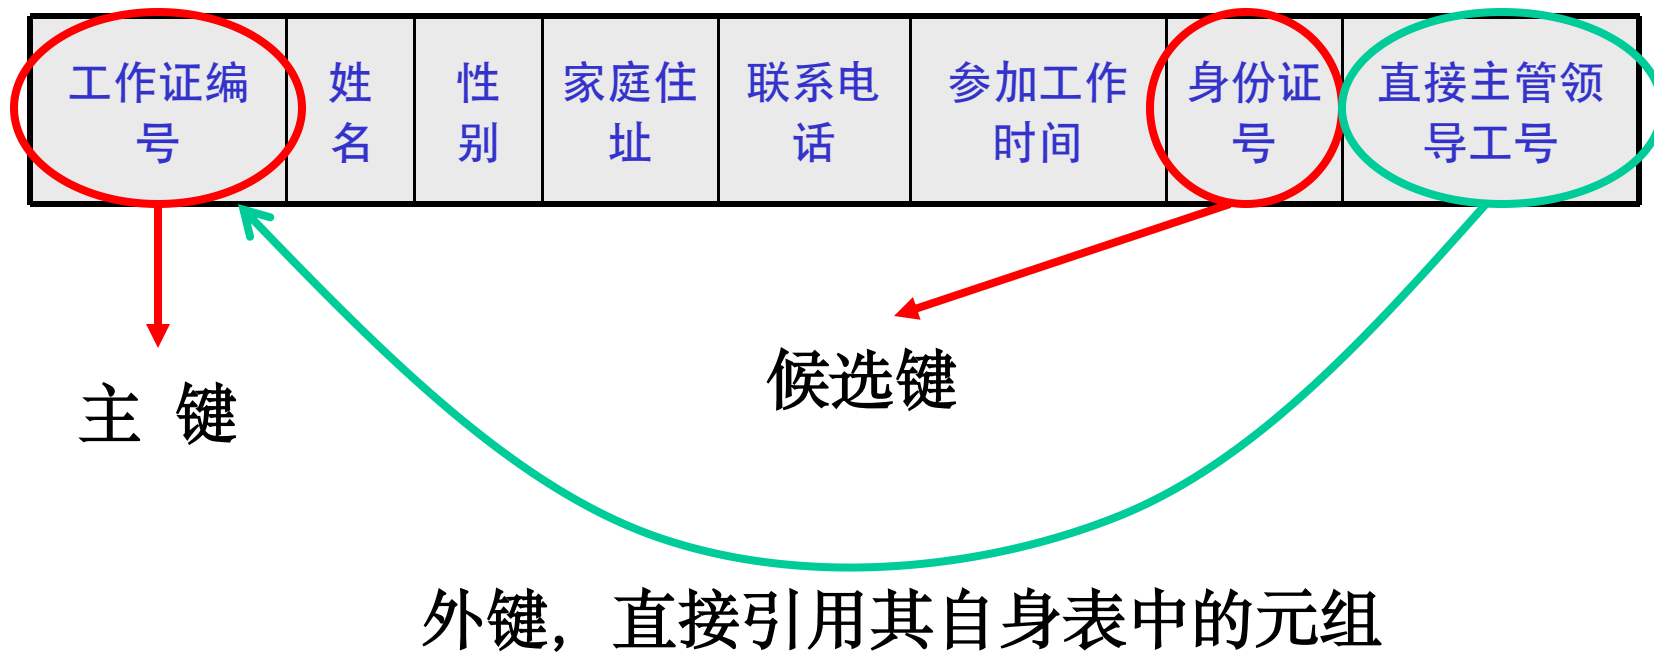 工作证编
号
姓
名
性
别
家庭住
址
联系电
话
参加工作
时间
身份证
号
直接主管领
导工号
主 键
候选键
外键，直接引用其自身表中的元组